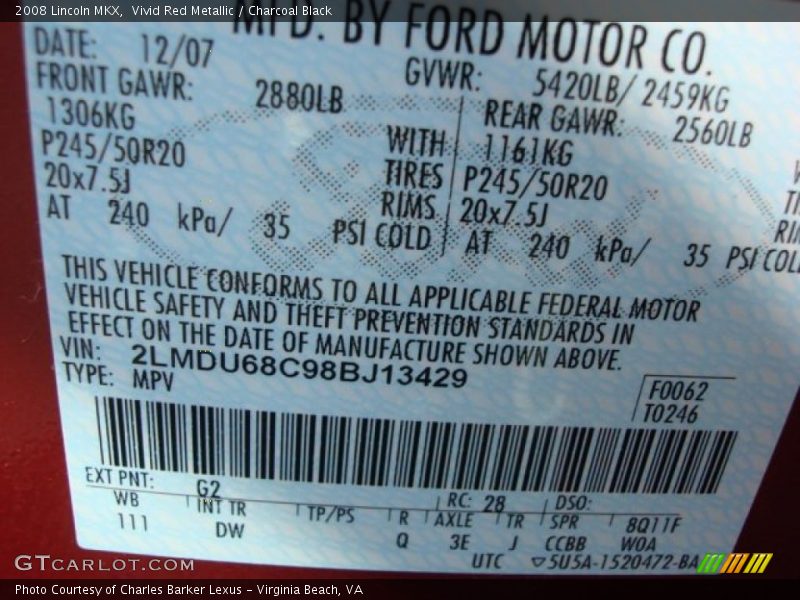 2008 Lincoln MKX, Vivid Red Metallic / Charcoal Black
MFD. BY FORD MOTOR CO.
DATE: 12/07 GVWR: 5420LB/ 2459KG
FRONT GAWR: 2880LB REAR GAWR: 2560LB
1306KG WITH 1161KG
P245/50R20 TIRES P245/50R20
20x7.5J RIMS 20x7.5J
AT 240 kPa/ 35 PSI COLD AT 240 kPa/ 35 PSI COLD
THIS VEHICLE CONFORMS TO ALL APPLICABLE FEDERAL MOTOR
VEHICLE SAFETY AND THEFT PREVENTION STANDARDS IN
EFFECT ON THE DATE OF MANUFACTURE SHOWN ABOVE.
VIN: 2LMDU68C98BJ13429
TYPE: MPV
F0062
T0246
EXT PNT: G2 RC: 28 DSO:
WB INT TR TP/PS R AXLE TR SPR 8Q11F
111 DW Q 3E J CCBB W0A
UTC ▽5U5A-1520472-BA
GTCARLOT.COM
Photo Courtesy of Charles Barker Lexus - Virginia Beach, VA